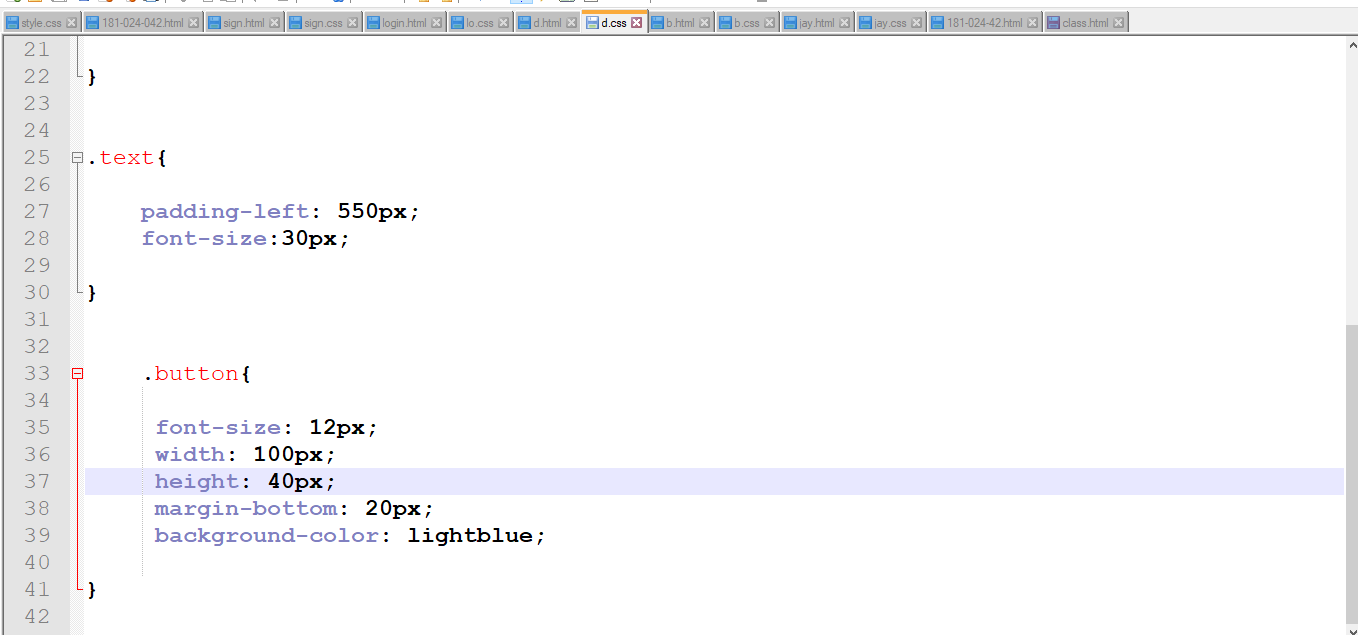 style.css 181-024-042.html sign.html sign.css login.html lo.css d.html d.css b.html b.css jay.html jay.css 181-024-42.html class.html
21
22 }
23
24
25 .text{
26
27 padding-left: 550px;
28 font-size:30px;
29
30 }
31
32
33 .button{
34
35 font-size: 12px;
36 width: 100px;
37 height: 40px;
38 margin-bottom: 20px;
39 background-color: lightblue;
40
41 }
42